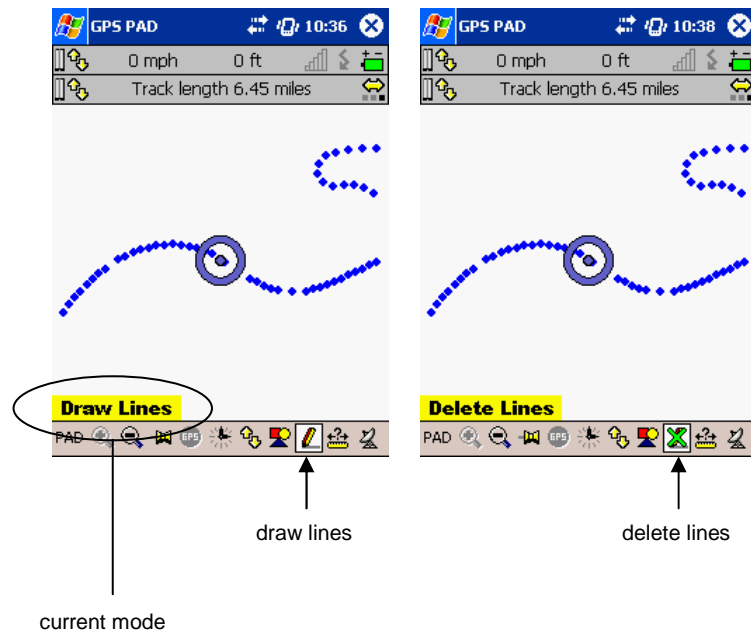 GPS PAD 10:36
0 mph 0 ft
Track length 6.45 miles
Draw Lines
PAD GPS
draw lines
current mode
GPS PAD 10:38
0 mph 0 ft
Track length 6.45 miles
Delete Lines
PAD GPS
delete lines